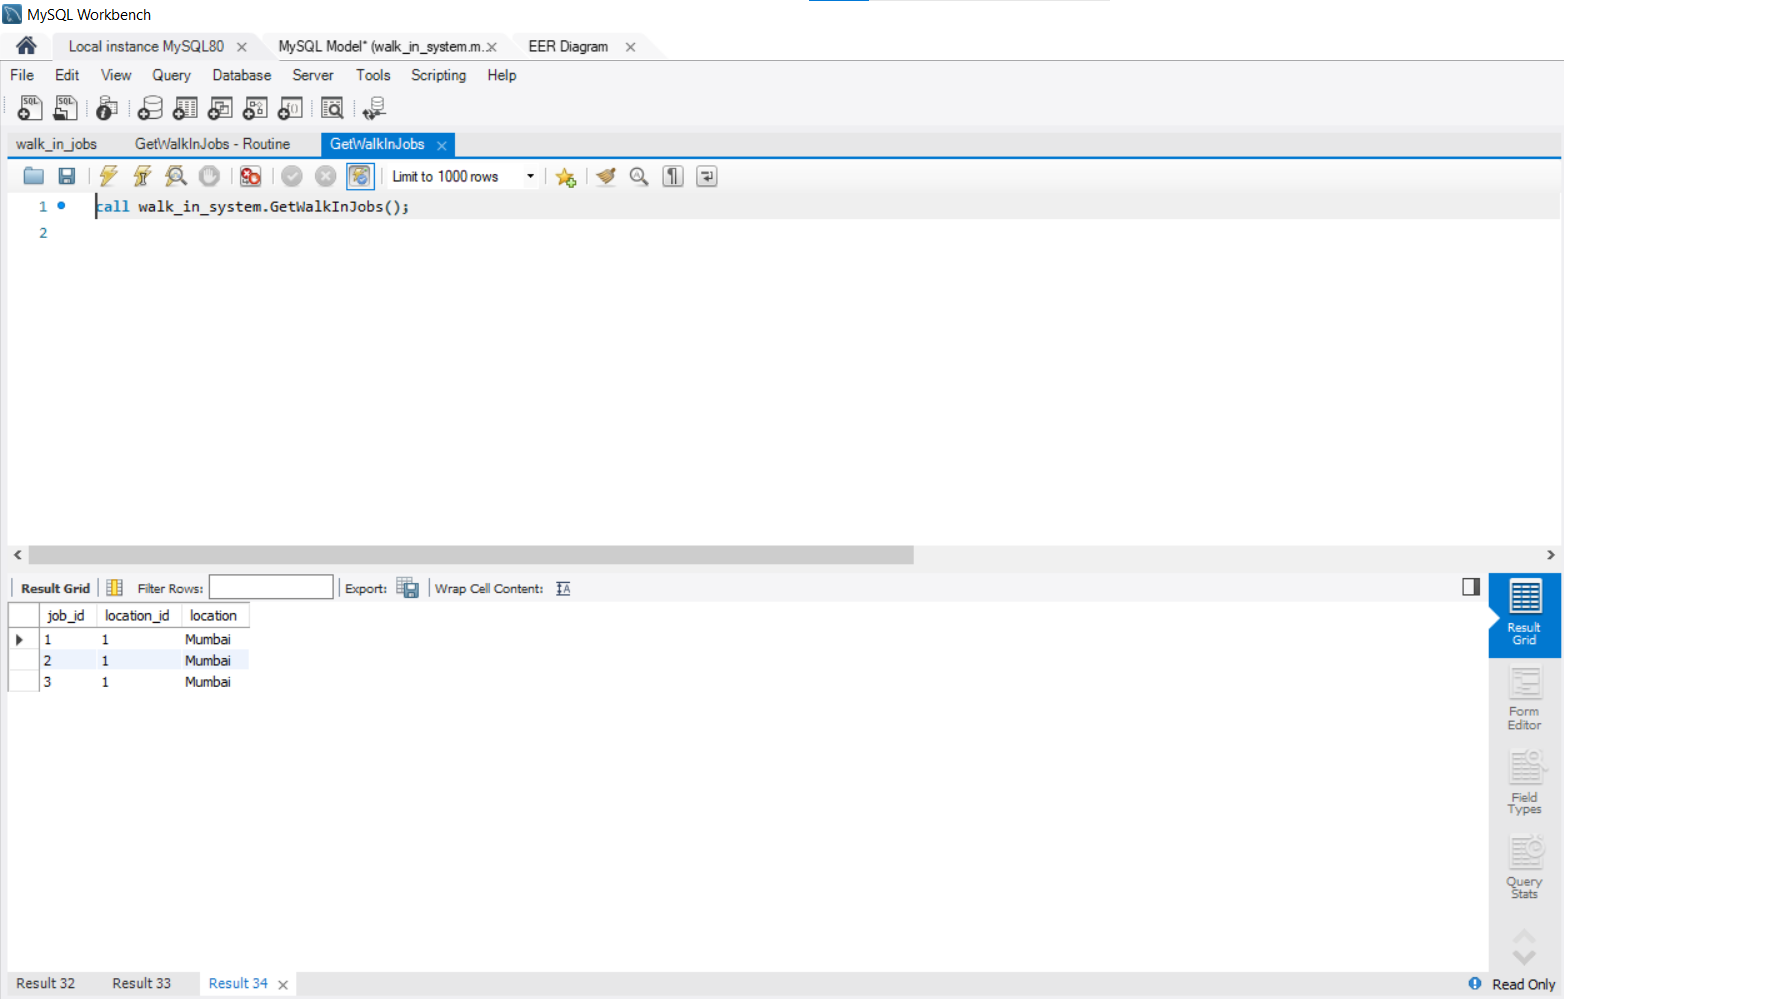 MySQL Workbench
Local instance MySQL80
MySQL Model* (walk_in_system.m...
EER Diagram
File Edit View Query Database Server Tools Scripting Help
walk_in_jobs
GetWalkInJobs - Routine
GetWalkInJobs
Limit to 1000 rows
1 call walk_in_system.GetWalkInJobs();
2
Result Grid Filter Rows: Export: Wrap Cell Content:
job_id location_id location
1 1 Mumbai
2 1 Mumbai
3 1 Mumbai
Result
Grid
Form
Editor
Field
Types
Query
Stats
Result 32 Result 33 Result 34
Read Only